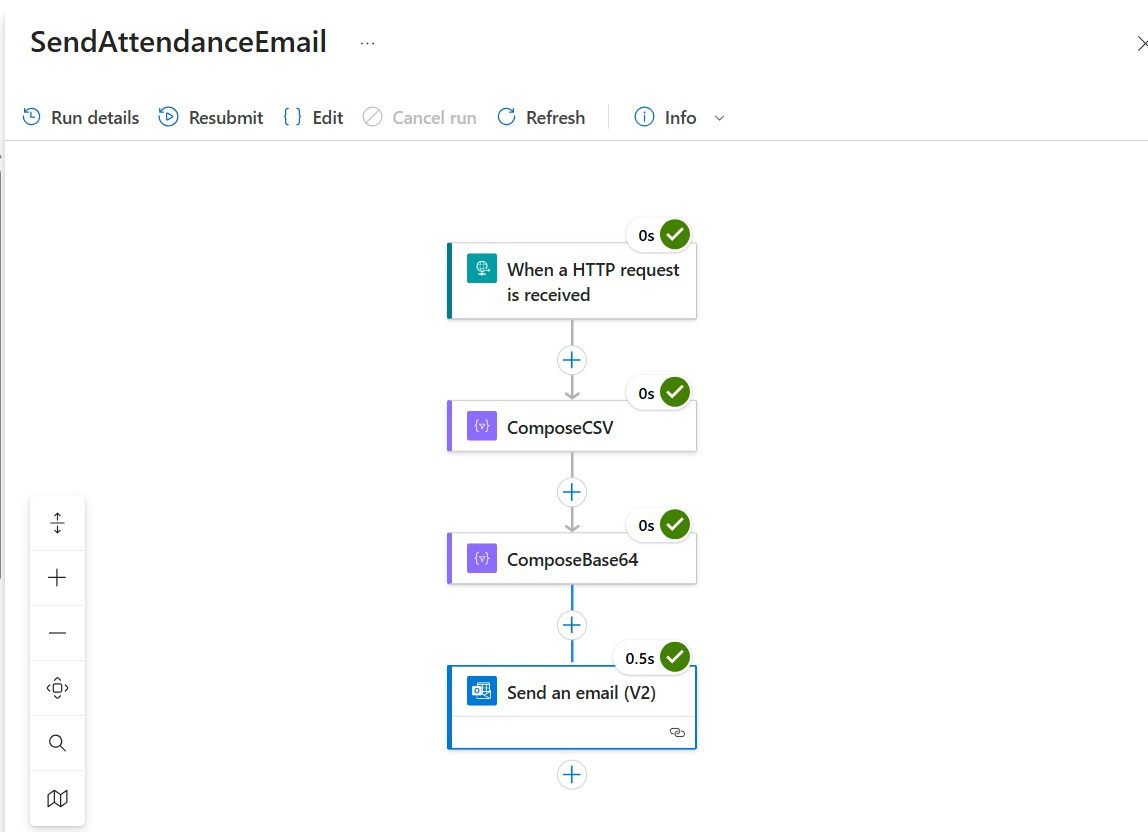 SendAttendanceEmail ...
Run details Resubmit Edit Cancel run Refresh Info
0s
When a HTTP request
is received
0s
ComposeCSV
0s
ComposeBase64
0.5s
Send an email (V2)